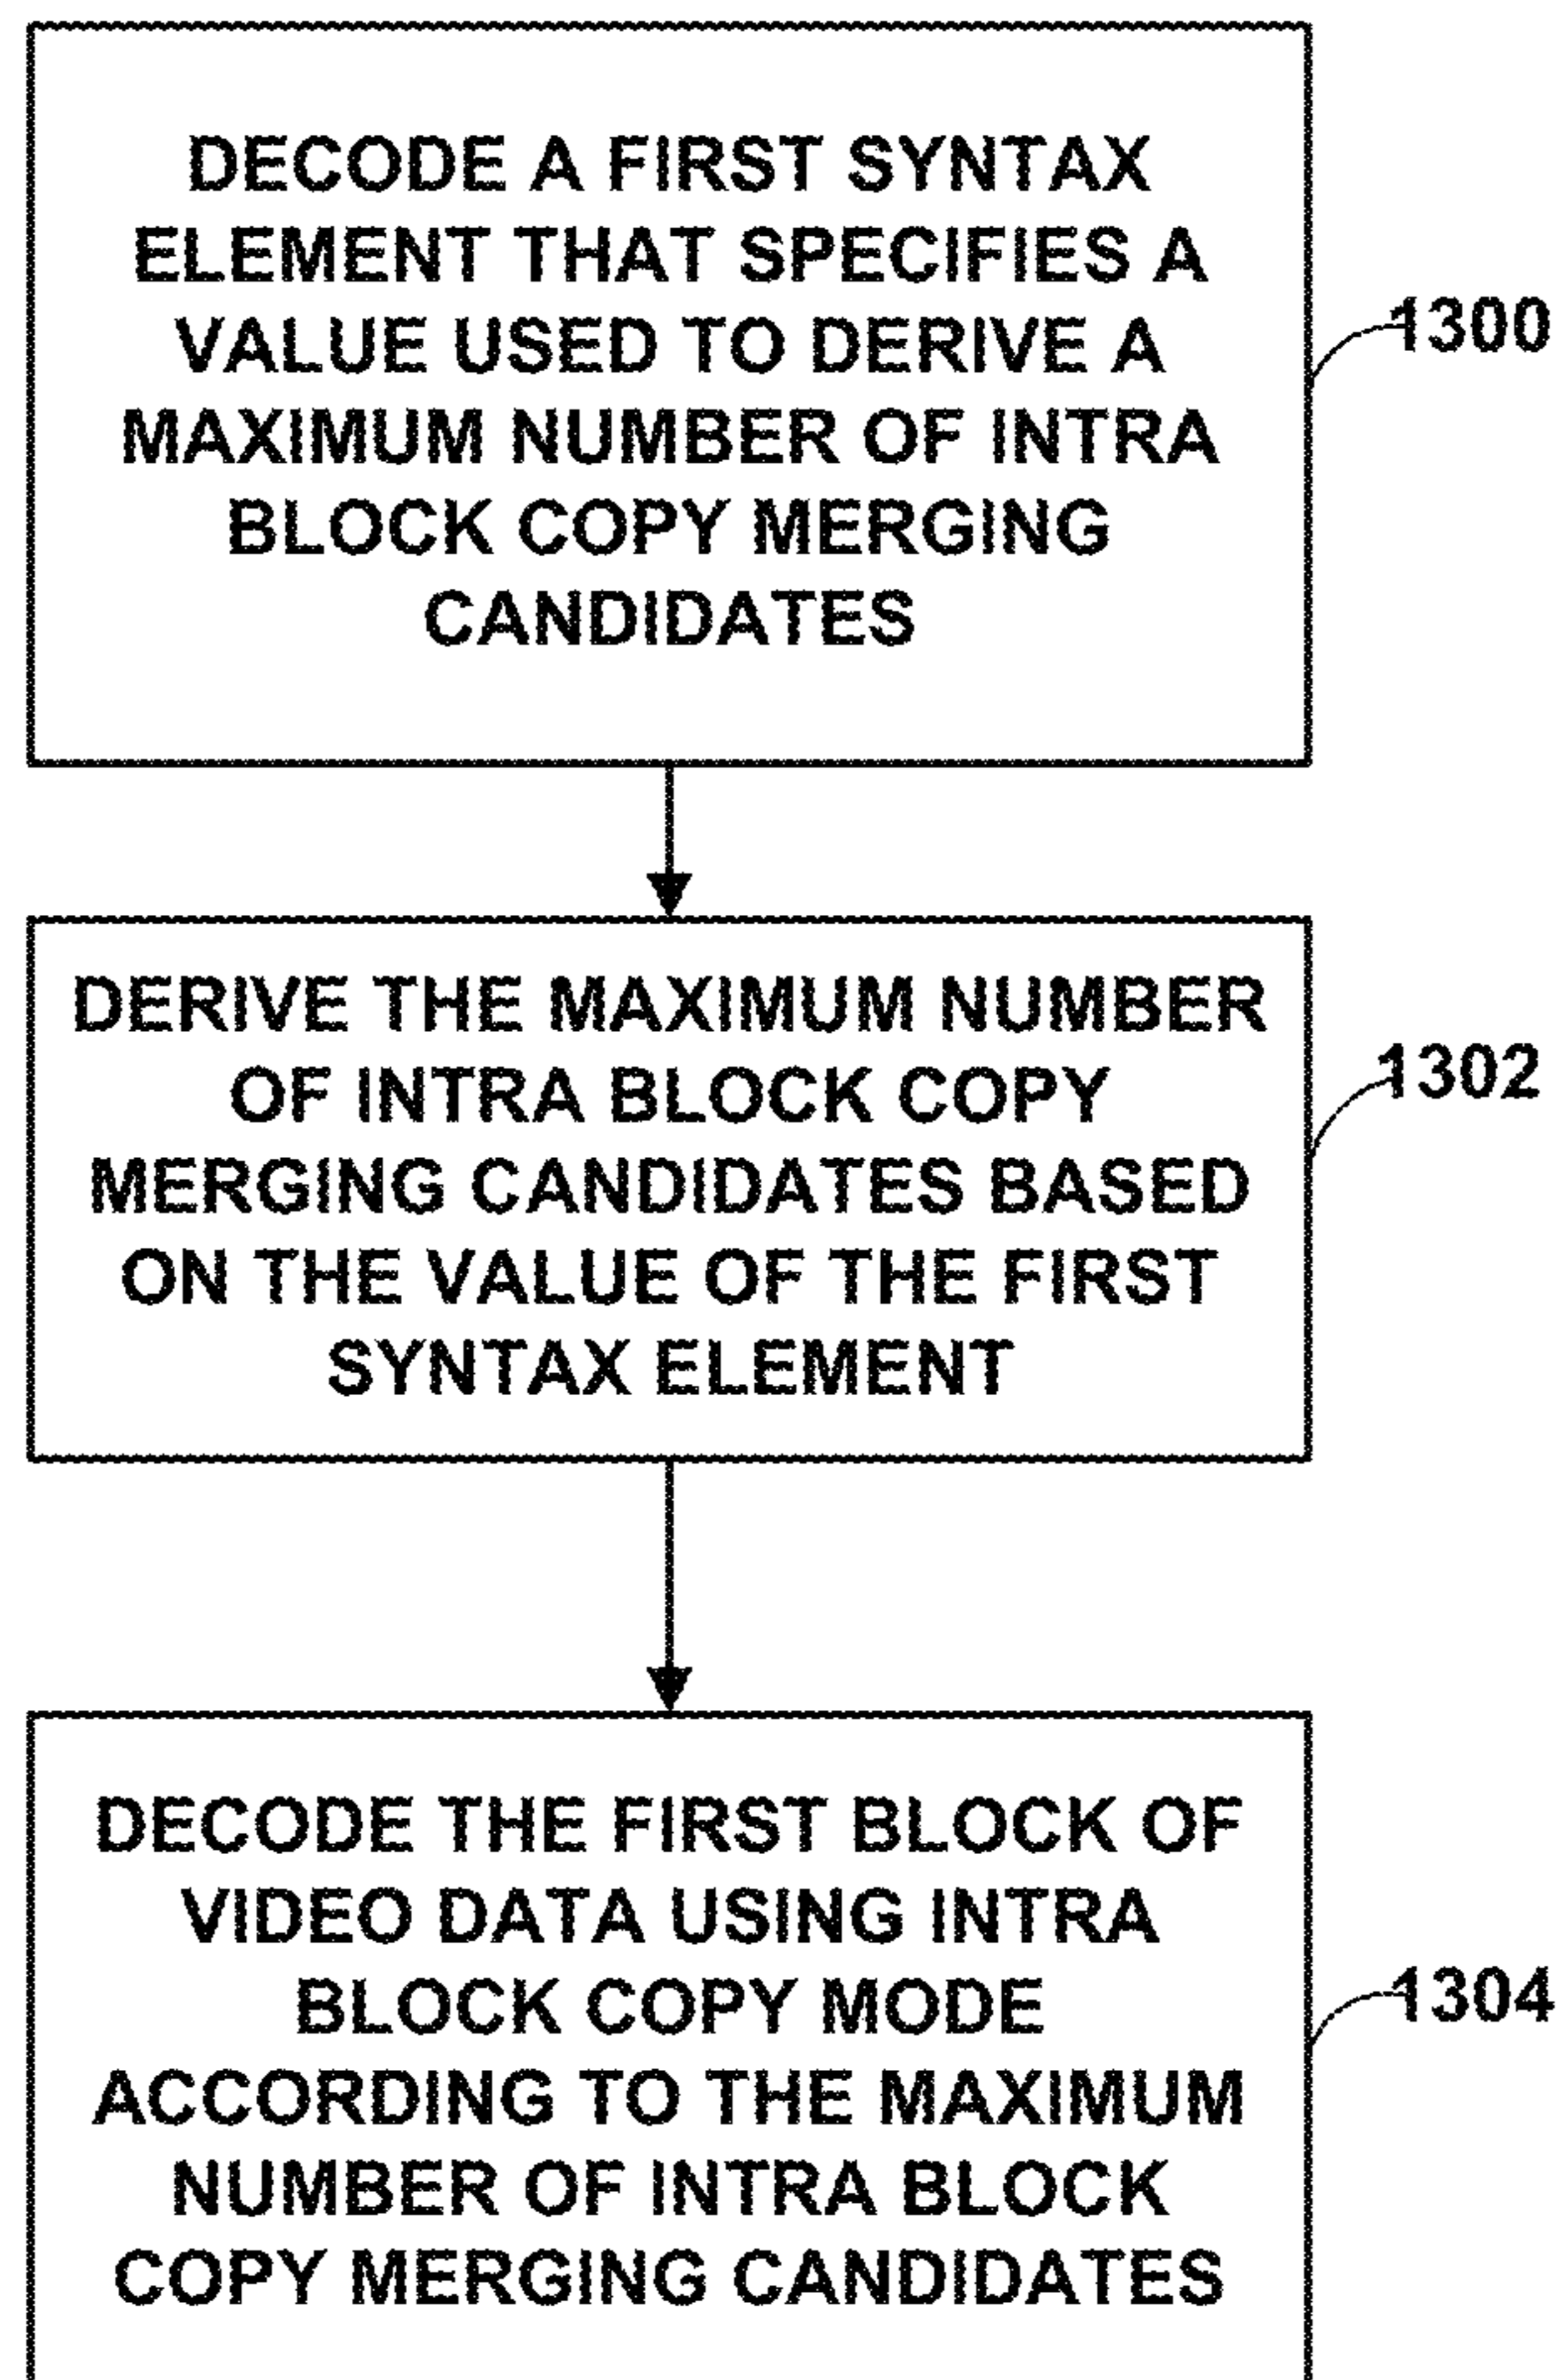 DECODE A FIRST SYNTAX
ELEMENT THAT SPECIFIES A
VALUE USED TO DERIVE A
MAXIMUM NUMBER OF INTRA
BLOCK COPY MERGING
CANDIDATES
1300
DERIVE THE MAXIMUM NUMBER
OF INTRA BLOCK COPY
MERGING CANDIDATES BASED
ON THE VALUE OF THE FIRST
SYNTAX ELEMENT
1302
DECODE THE FIRST BLOCK OF
VIDEO DATA USING INTRA
BLOCK COPY MODE
ACCORDING TO THE MAXIMUM
NUMBER OF INTRA BLOCK
COPY MERGING CANDIDATES
1304